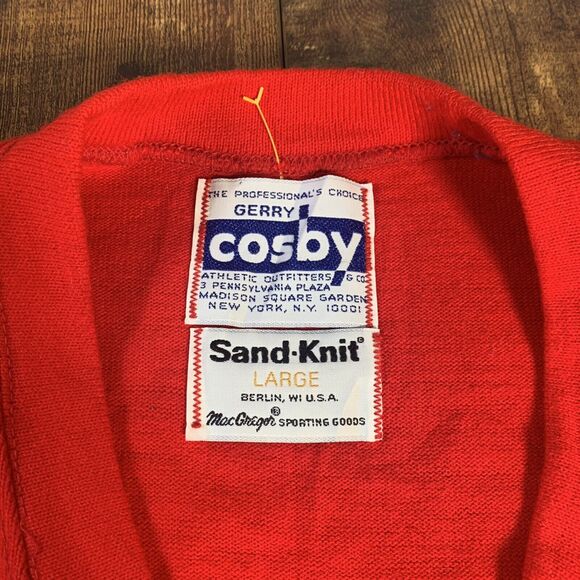 THE PROFESSIONAL'S CHOICE
GERRY
cosby
ATHLETIC OUTFITTERS & CO.
3 PENNSYLVANIA PLAZA
MADISON SQUARE GARDEN
NEW YORK, N.Y. 10001
Sand·Knit®
LARGE
BERLIN, WI U.S.A.
MacGregor® SPORTING GOODS